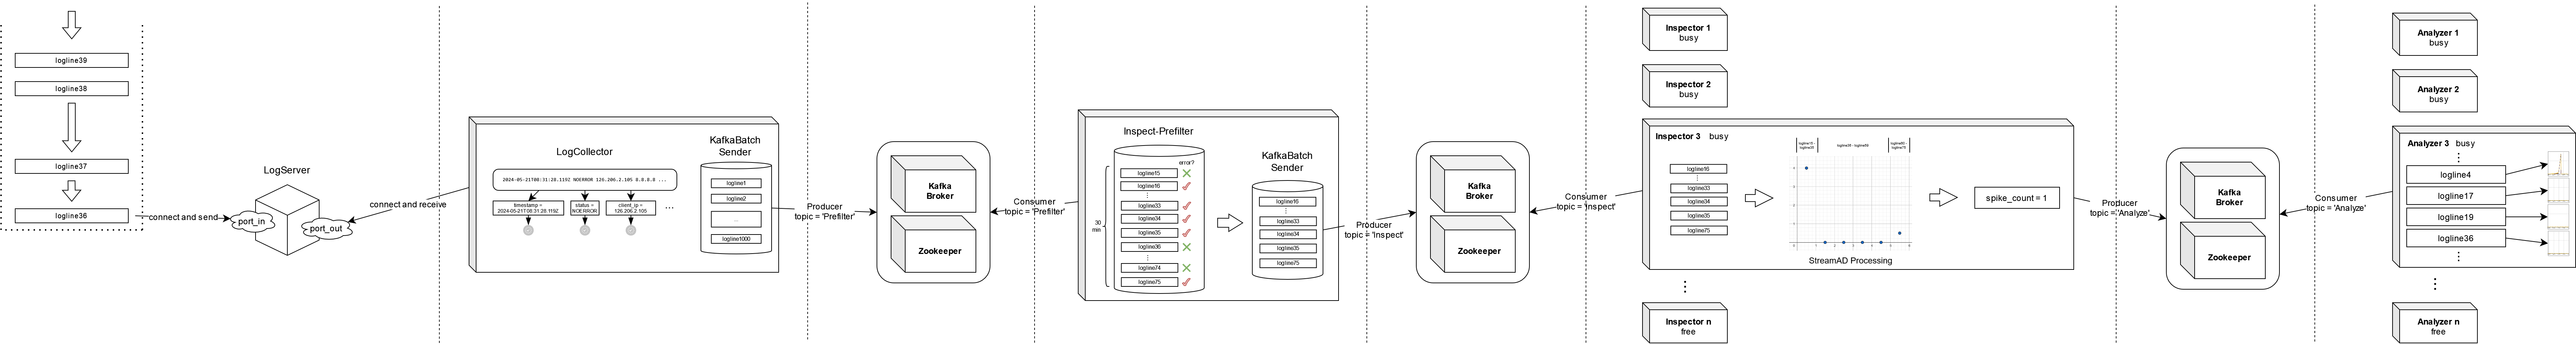 logline39
logline38
logline37
logline36
connect and send
LogServer
port_in
port_out
connect and receive
LogCollector
2024-05-21T08:31:28.119Z NOERROR 126.206.2.105 8.8.8.8 ...
timestamp =
2024-05-21T08:31:28.119Z
status =
NOERROR
client_ip =
126.206.2.105
...
KafkaBatch
Sender
logline1
logline2
...
logline1000
Producer
topic = 'Prefilter'
Kafka
Broker
Zookeeper
Consumer
topic = 'Prefilter'
Inspect-Prefilter
error?
30
min
logline15
logline16
logline33
logline34
logline35
logline36
logline74
logline75
KafkaBatch
Sender
logline16
logline33
logline34
logline35
logline75
Producer
topic = 'Inspect'
Kafka
Broker
Zookeeper
Consumer
topic = 'Inspect'
Inspector 1
busy
Inspector 2
busy
Inspector 3 busy
logline16
logline33
logline34
logline35
logline75
StreamAD Processing
spike_count = 1
Inspector n
free
Producer
topic = 'Analyze'
Kafka
Broker
Zookeeper
Consumer
topic = 'Analyze'
Analyzer 1
busy
Analyzer 2
busy
Analyzer 3 busy
logline4
logline17
logline19
logline36
Analyzer n
free